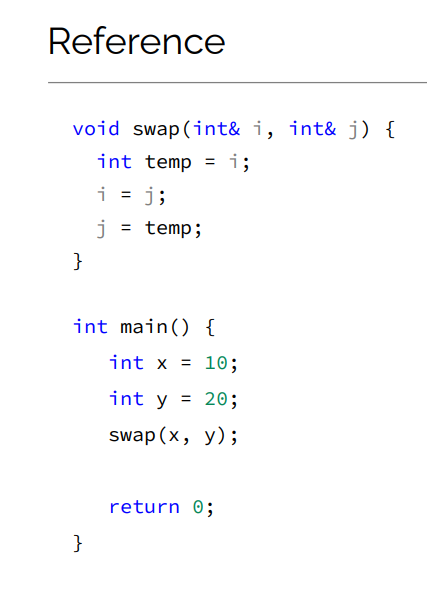 Reference
void swap(int& i, int& j) {
int temp = i;
i = j;
j = temp;
}
int main() {
int x = 10;
int y = 20;
swap(x, y);
return 0;
}